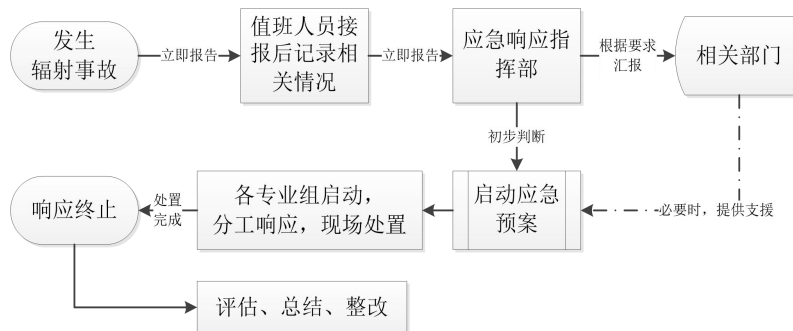 发生
辐射事故
立即报告
值班人员接
报后记录相
关情况
立即报告
应急响应指
挥部
根据要求
汇报
相关部门
初步判断
启动应急
预案
必要时，提供支援
各专业组启动，
分工响应，现场处置
处置
完成
响应终止
评估、总结、整改